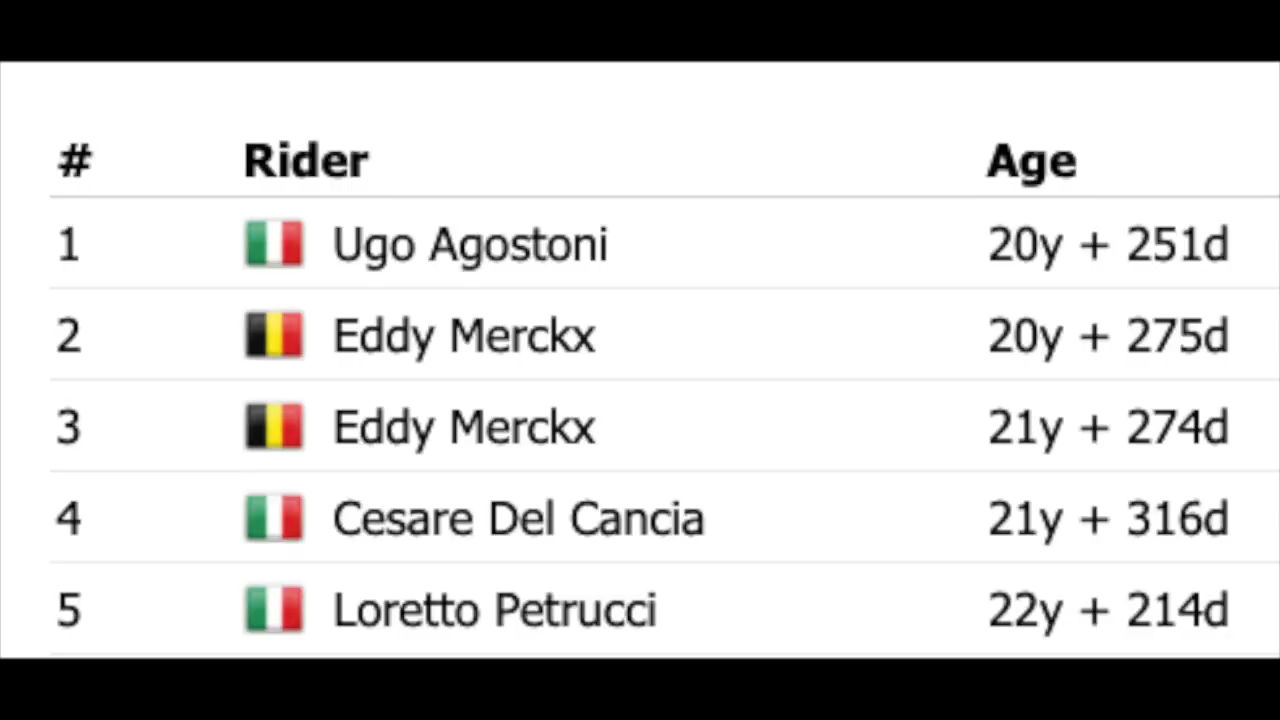 # Rider Age
1 Ugo Agostoni 20y + 251d
2 Eddy Merckx 20y + 275d
3 Eddy Merckx 21y + 274d
4 Cesare Del Cancia 21y + 316d
5 Loretto Petrucci 22y + 214d